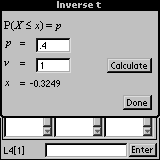 Inverse t
P(X ≤ x) = p
p = .4
ν = 1 Calculate
x = -0.3249
Done
L4[1] Enter